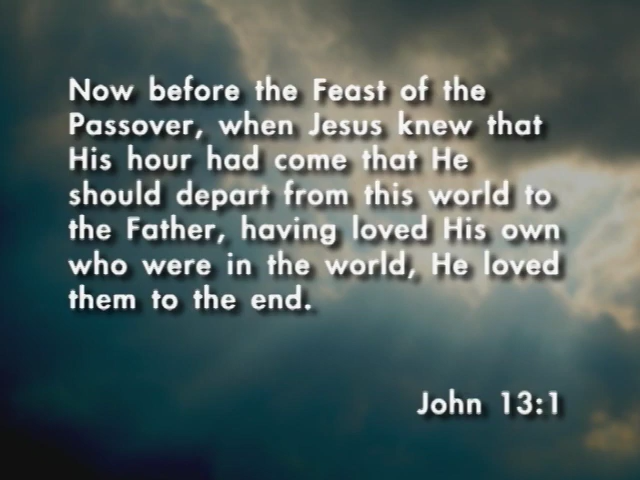 Now before the Feast of the
Passover, when Jesus knew that
His hour had come that He
should depart from this world to
the Father, having loved His own
who were in the world, He loved
them to the end.
John 13:1